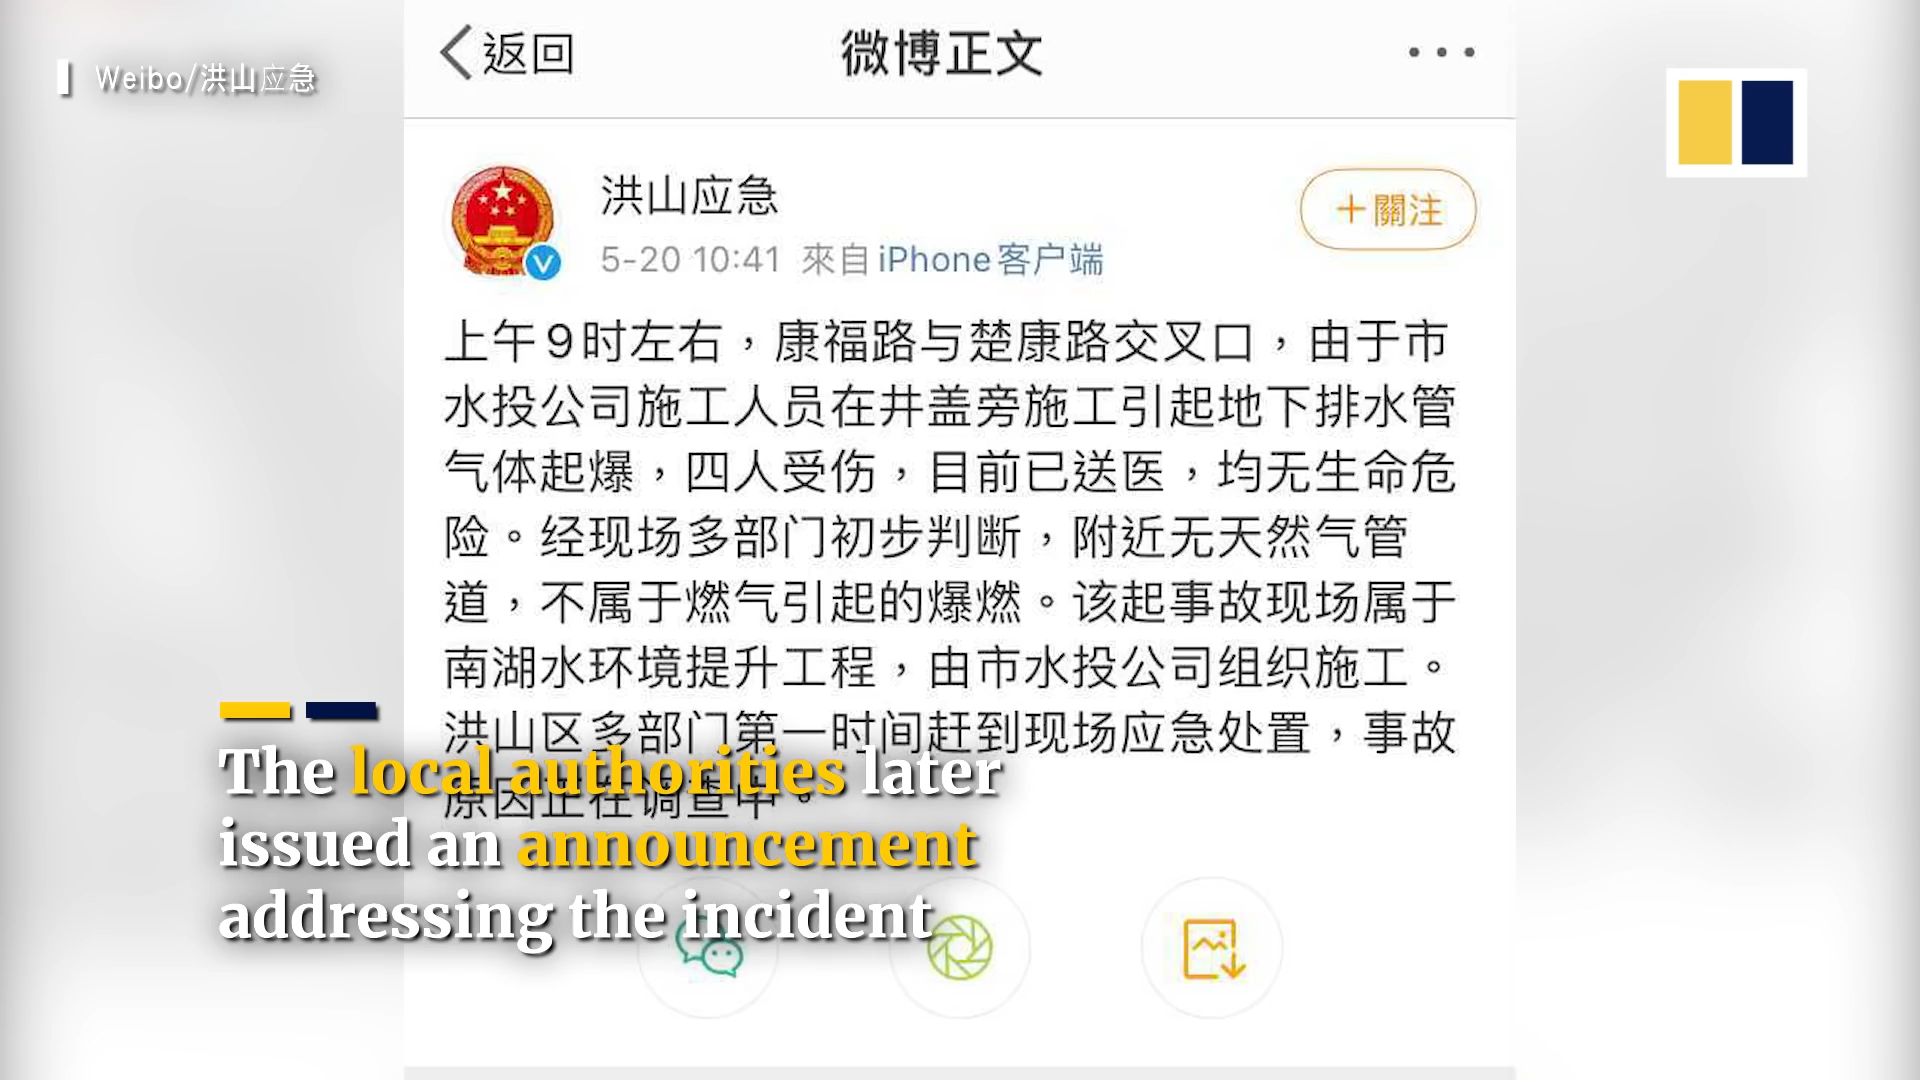 Weibo/洪山应急
返回
微博正文
洪山应急
+關注
5-20 10:41 來自 iPhone客户端
上午9时左右，康福路与楚康路交叉口，由于市
水投公司施工人员在井盖旁施工引起地下排水管
气体起爆，四人受伤，目前已送医，均无生命危
险。经现场多部门初步判断，附近无天然气管
道，不属于燃气引起的爆燃。该起事故现场属于
南湖水环境提升工程，由市水投公司组织施工。
洪山区多部门第一时间赶到现场应急处置，事故
原因正在调查中。
The local authorities later
issued an announcement
addressing the incident